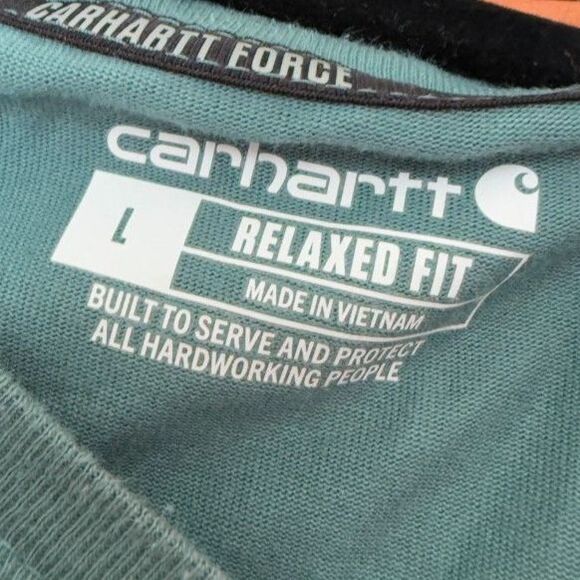 CARHARTT FORCE
carhartt
L
RELAXED FIT
MADE IN VIETNAM
BUILT TO SERVE AND PROTECT
ALL HARDWORKING PEOPLE